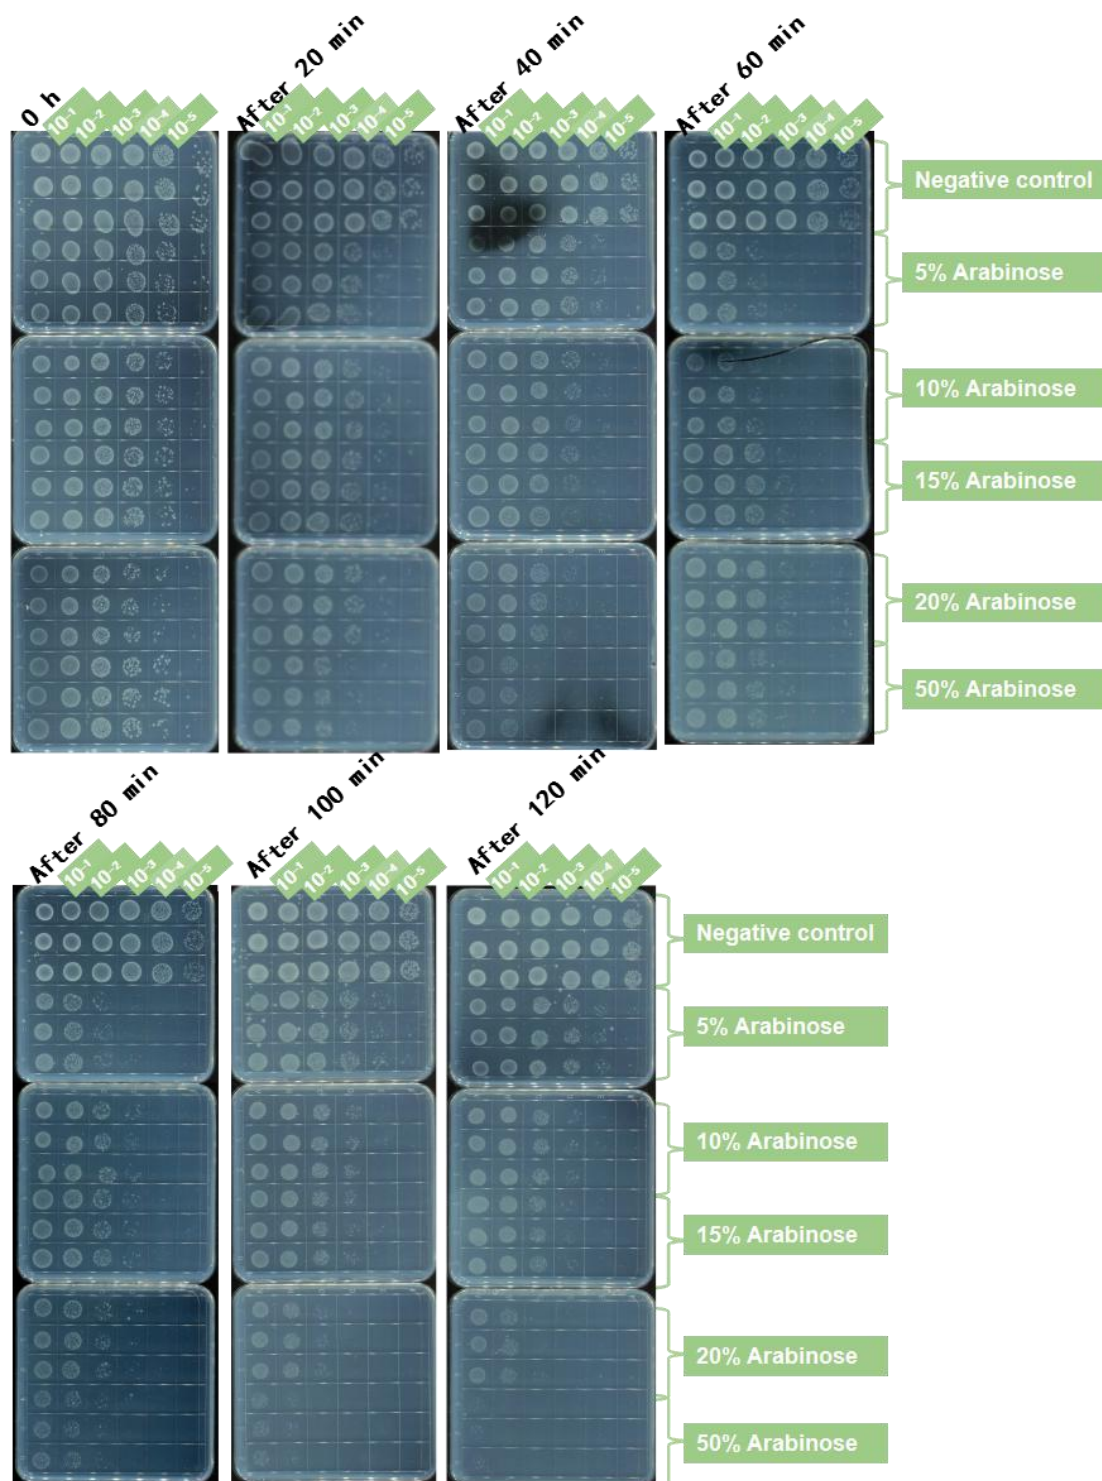 0 h
10⁻¹ 10⁻² 10⁻³ 10⁻⁴ 10⁻⁵
After 20 min
10⁻¹ 10⁻² 10⁻³ 10⁻⁴ 10⁻⁵
After 40 min
10⁻¹ 10⁻² 10⁻³ 10⁻⁴ 10⁻⁵
After 60 min
10⁻¹ 10⁻² 10⁻³ 10⁻⁴ 10⁻⁵
Negative control
5% Arabinose
10% Arabinose
15% Arabinose
20% Arabinose
50% Arabinose
After 80 min
10⁻¹ 10⁻² 10⁻³ 10⁻⁴ 10⁻⁵
After 100 min
10⁻¹ 10⁻² 10⁻³ 10⁻⁴ 10⁻⁵
After 120 min
10⁻¹ 10⁻² 10⁻³ 10⁻⁴ 10⁻⁵
Negative control
5% Arabinose
10% Arabinose
15% Arabinose
20% Arabinose
50% Arabinose